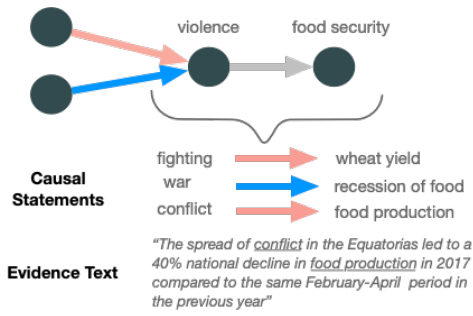 violence food security
fighting wheat yield
Causal Statements war recession of food
conflict food production
Evidence Text
“The spread of conflict in the Equatorias led to a
40% national decline in food production in 2017
compared to the same February-April period in
the previous year”